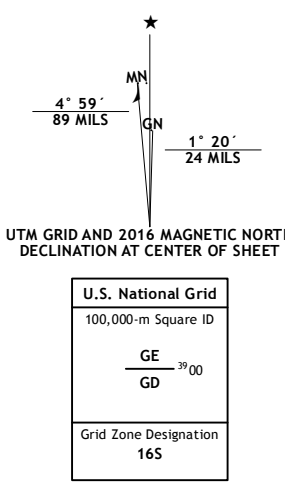 ★
MN
4° 59´
89 MILS
GN
1° 20´
24 MILS
UTM GRID AND 2016 MAGNETIC NORTH
DECLINATION AT CENTER OF SHEET
U.S. National Grid
100,000-m Square ID
GE
3900
GD
Grid Zone Designation
16S